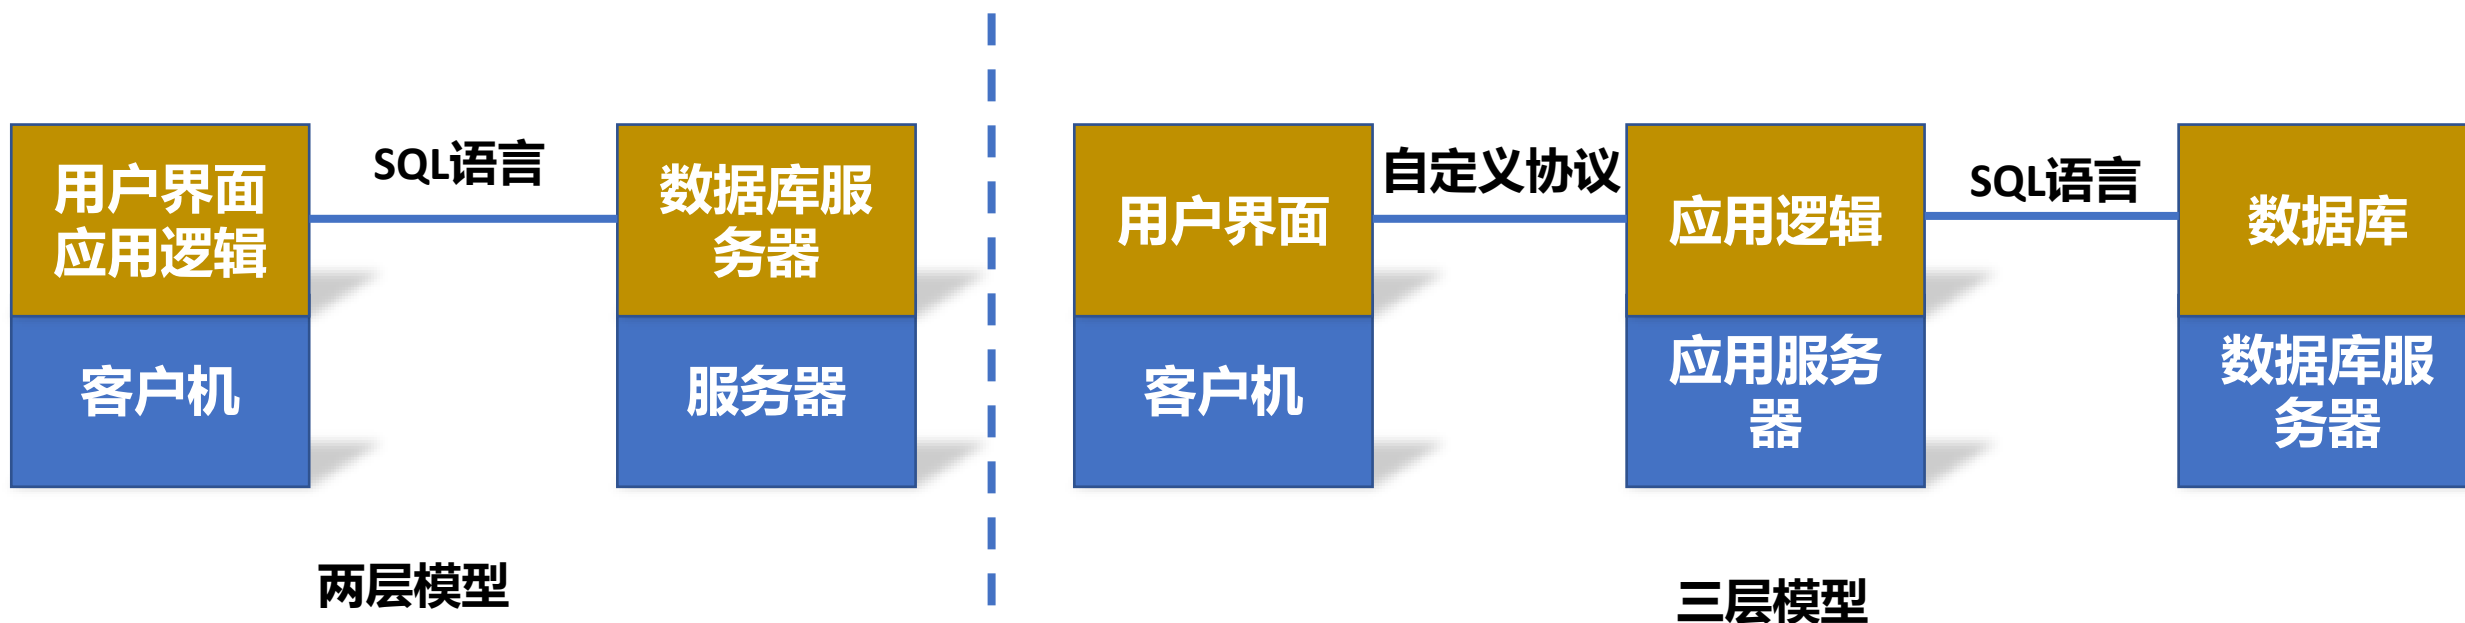 用户界面
应用逻辑
客户机
SQL语言
数据库服
务器
服务器
两层模型
用户界面
客户机
自定义协议
应用逻辑
应用服务
器
SQL语言
数据库
数据库服
务器
三层模型